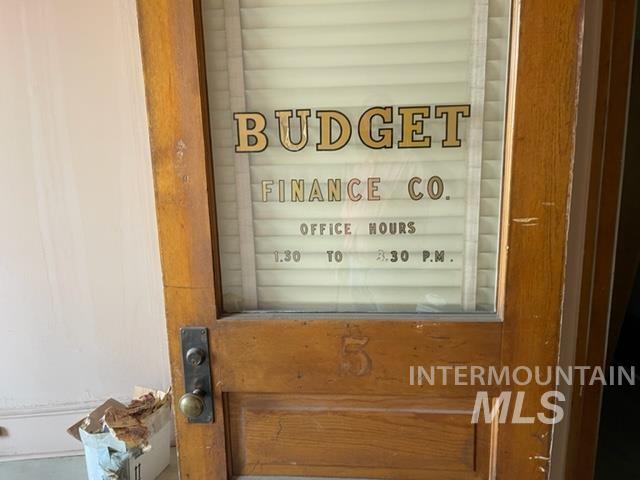 BUDGET
FINANCE CO.
OFFICE HOURS
1.30 TO 3.30 P.M.
5
INTERMOUNTAIN
MLS